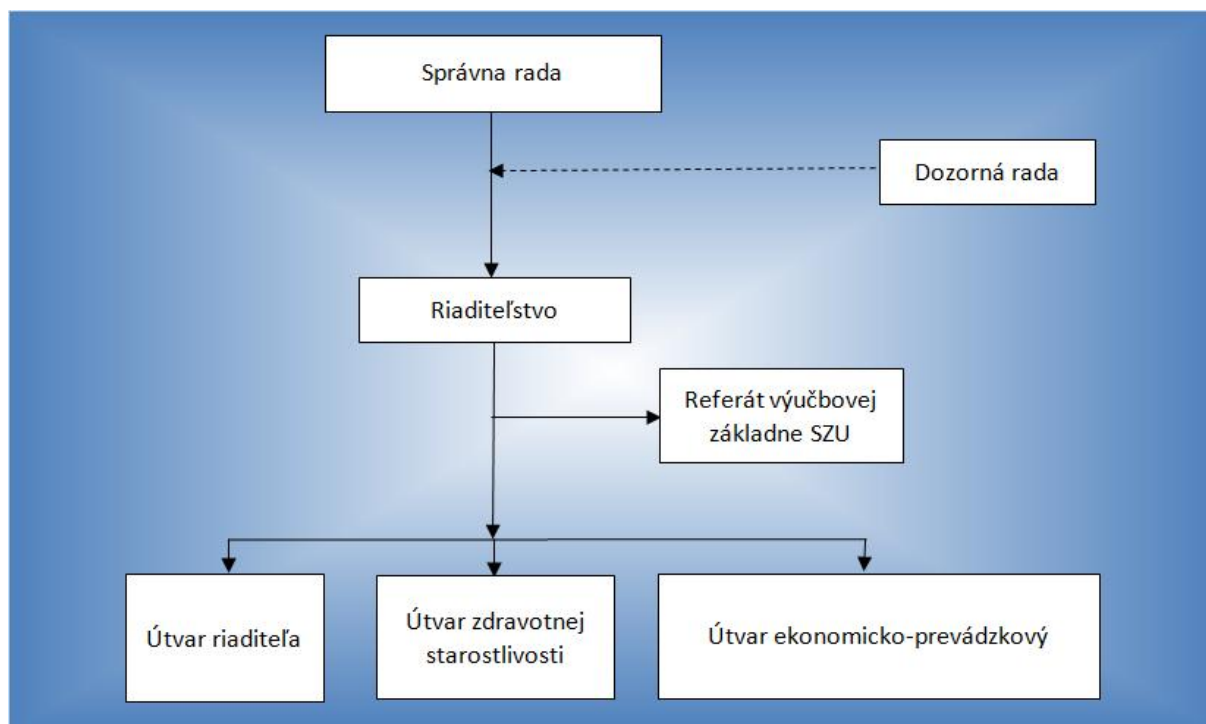 Správna rada
Dozorná rada
Riaditeľstvo
Referát výučbovej
základne SZU
Útvar riaditeľa
Útvar zdravotnej
starostlivosti
Útvar ekonomicko-prevádzkový